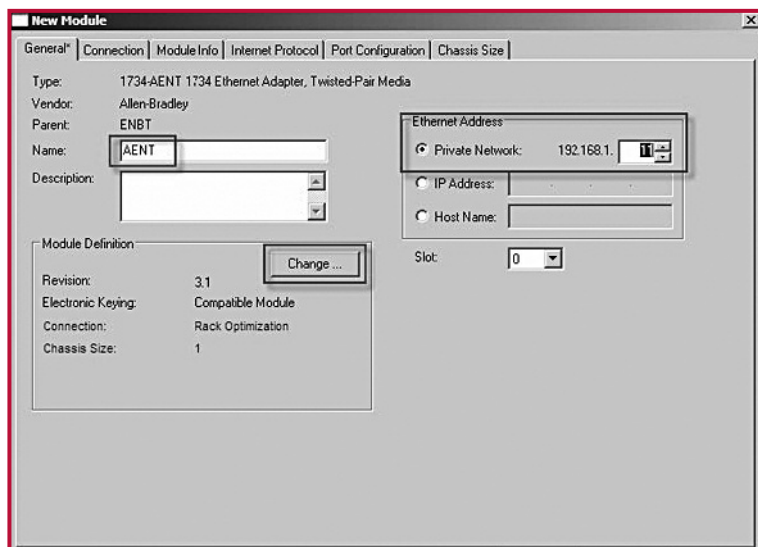 New Module
General* Connection Module Info Internet Protocol Port Configuration Chassis Size
Type: 1734-AENT 1734 Ethernet Adapter, Twisted-Pair Media
Vendor: Allen-Bradley
Parent: ENBT
Name: AENT
Description:
Ethernet Address
Private Network: 192.168.1. 11
IP Address: . . .
Host Name:
Module Definition
Change ...
Revision: 3.1
Electronic Keying: Compatible Module
Connection: Rack Optimization
Chassis Size: 1
Slot: 0